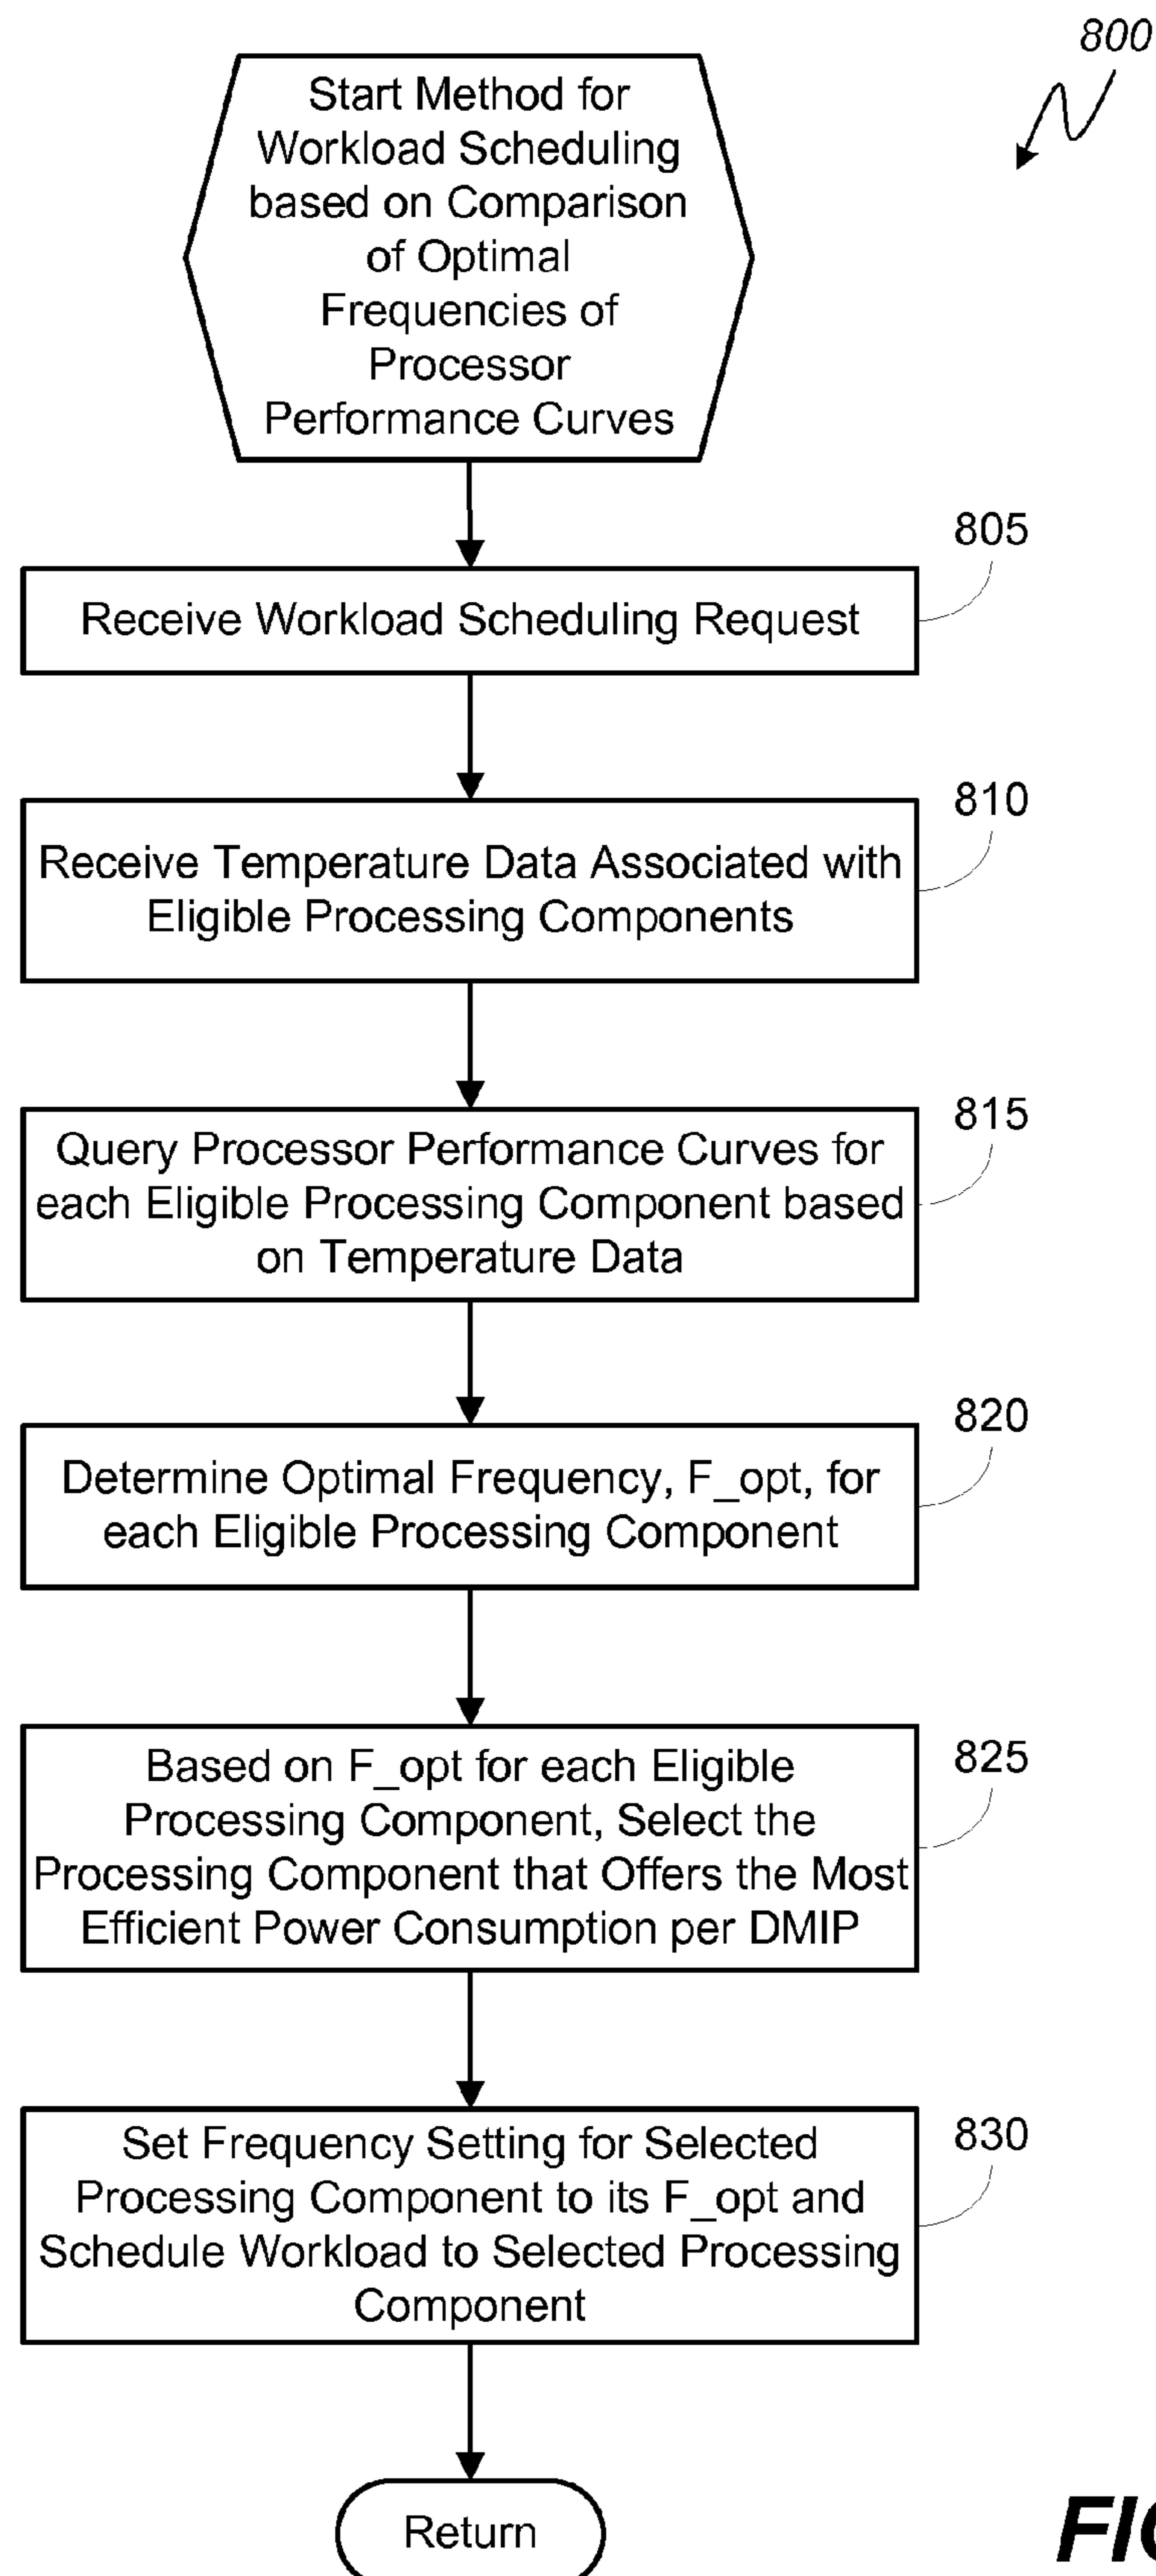 800
Start Method for
Workload Scheduling
based on Comparison
of Optimal
Frequencies of
Processor
Performance Curves
805
Receive Workload Scheduling Request
810
Receive Temperature Data Associated with
Eligible Processing Components
815
Query Processor Performance Curves for
each Eligible Processing Component based
on Temperature Data
820
Determine Optimal Frequency, F_opt, for
each Eligible Processing Component
825
Based on F_opt for each Eligible
Processing Component, Select the
Processing Component that Offers the Most
Efficient Power Consumption per DMIP
830
Set Frequency Setting for Selected
Processing Component to its F_opt and
Schedule Workload to Selected Processing
Component
Return